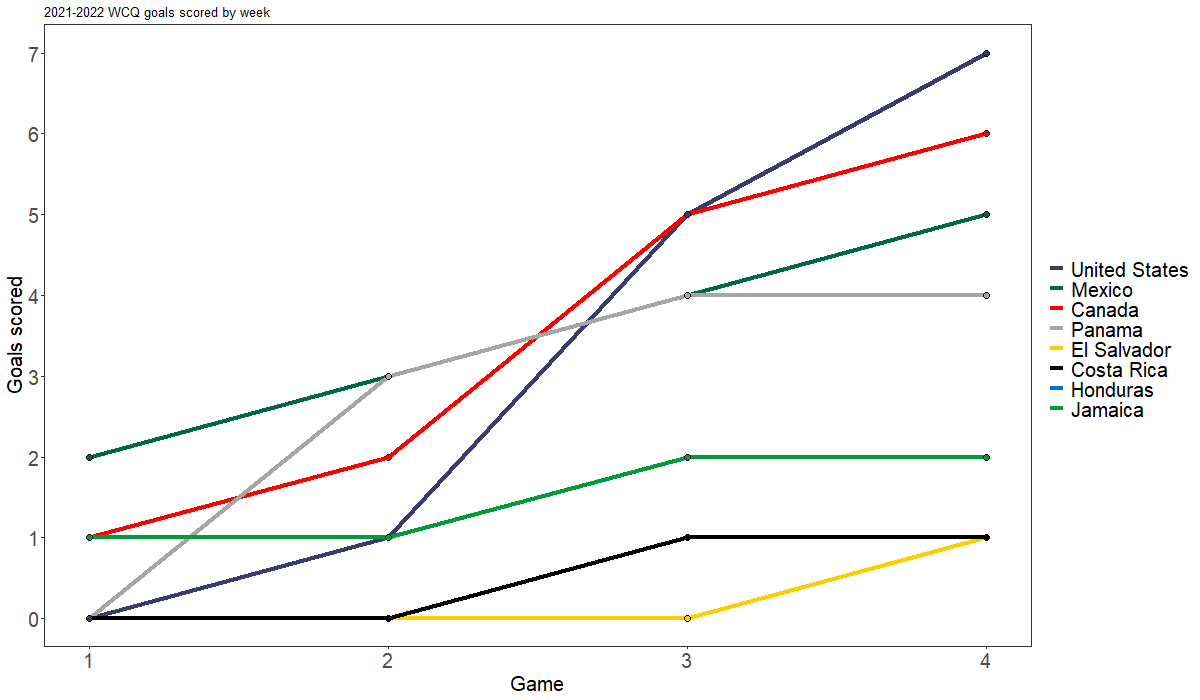 2021-2022 WCQ goals scored by week
7
6
5
4
3
2
1
0
Goals scored
1 2 3 4
Game
United States
Mexico
Canada
Panama
El Salvador
Costa Rica
Honduras
Jamaica